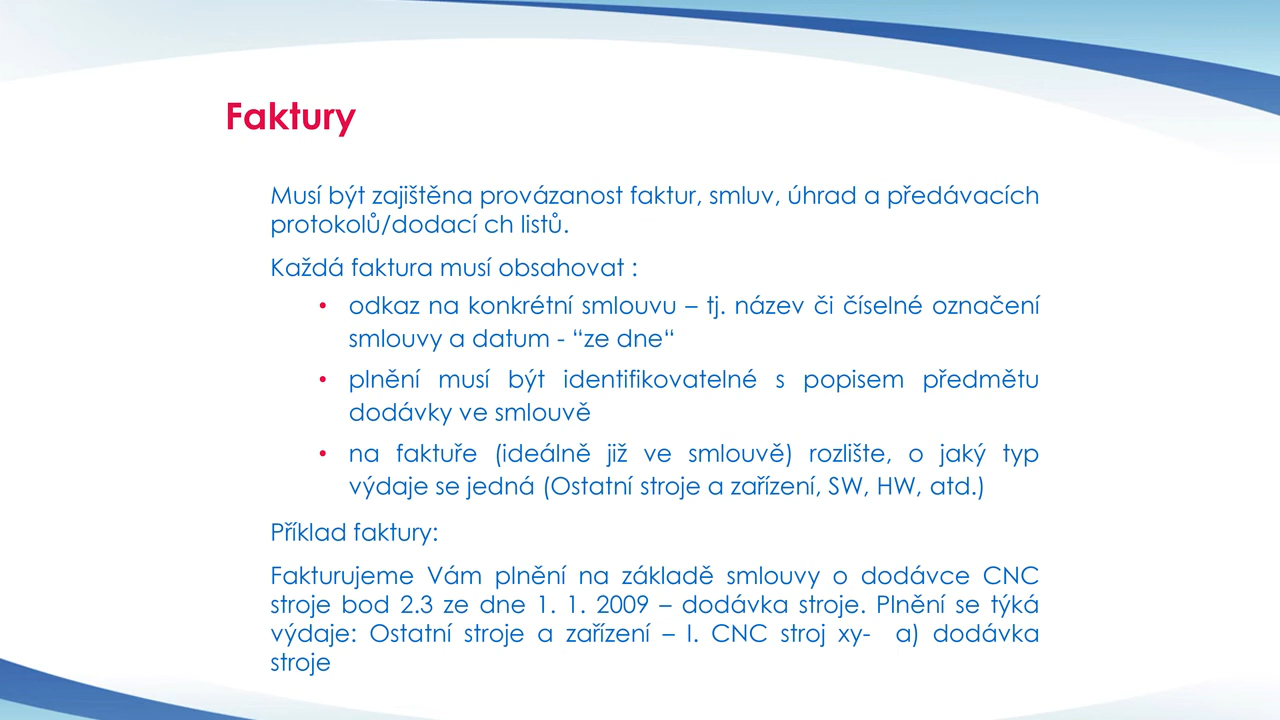 Faktury
Musí být zajištěna provázanost faktur, smluv, úhrad a předávacích
protokolů/dodací ch listů.
Každá faktura musí obsahovat :
• odkaz na konkrétní smlouvu – tj. název či číselné označení
smlouvy a datum - “ze dne“
• plnění musí být identifikovatelné s popisem předmětu
dodávky ve smlouvě
• na faktuře (ideálně již ve smlouvě) rozlište, o jaký typ
výdaje se jedná (Ostatní stroje a zařízení, SW, HW, atd.)
Příklad faktury:
Fakturujeme Vám plnění na základě smlouvy o dodávce CNC
stroje bod 2.3 ze dne 1. 1. 2009 – dodávka stroje. Plnění se týká
výdaje: Ostatní stroje a zařízení – I. CNC stroj xy- a) dodávka
stroje